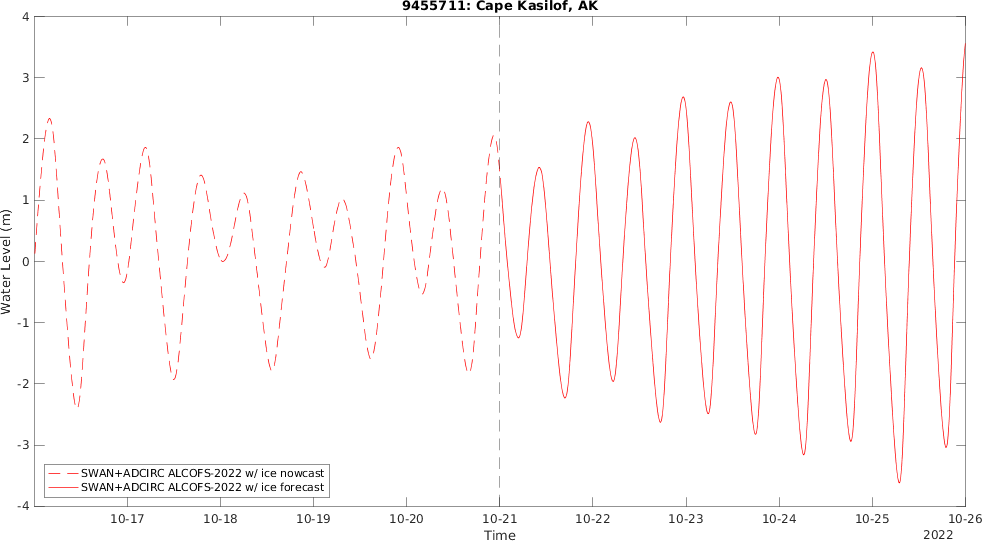 9455711: Cape Kasilof, AK
4
3
2
1
0
-1
-2
-3
-4
Water Level (m)
SWAN+ADCIRC ALCOFS-2022 w/ ice nowcast
SWAN+ADCIRC ALCOFS-2022 w/ ice forecast
10-17 10-18 10-19 10-20 10-21 10-22 10-23 10-24 10-25 10-26
Time
2022